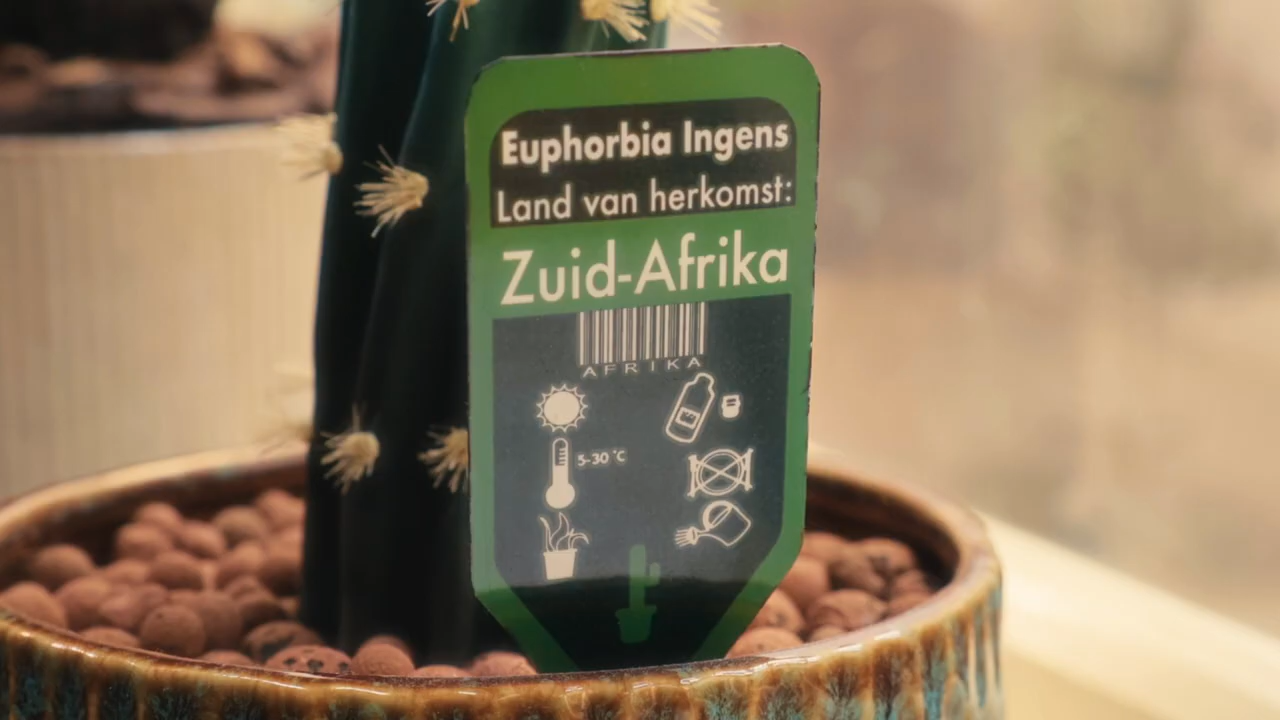 Euphorbia Ingens
Land van herkomst:
Zuid-Afrika
AFRIKA
5-30 °C